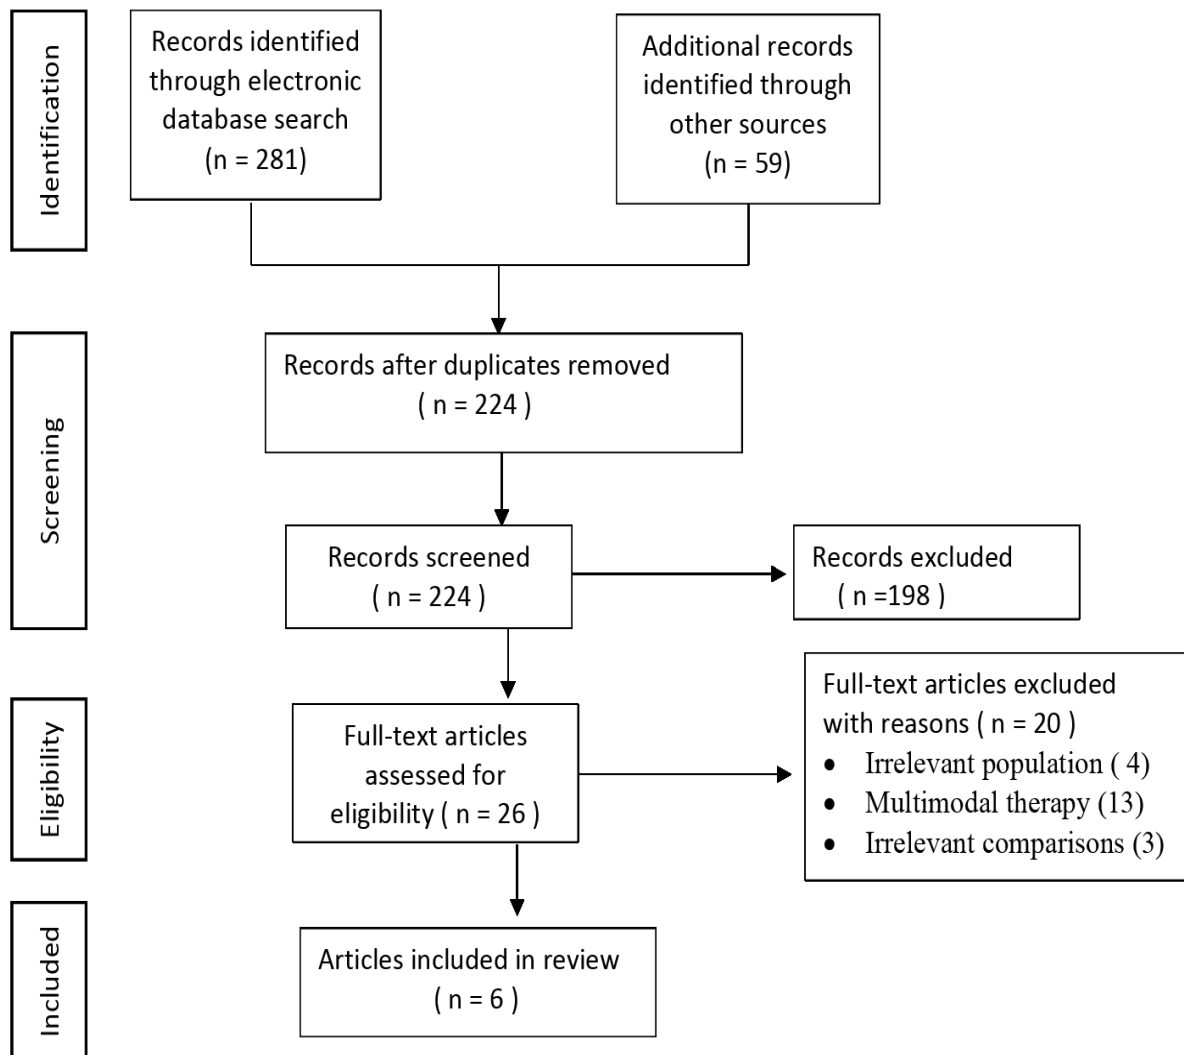 Identification
Records identified
through electronic
database search
(n = 281)
Additional records
identified through
other sources
(n = 59)
Screening
Records after duplicates removed
( n = 224 )
Records screened
( n = 224 )
Records excluded
( n =198 )
Eligibility
Full-text articles
assessed for
eligibility ( n = 26 )
Full-text articles excluded
with reasons ( n = 20 )
• Irrelevant population ( 4)
• Multimodal therapy (13)
• Irrelevant comparisons (3)
Included
Articles included in review
( n = 6 )